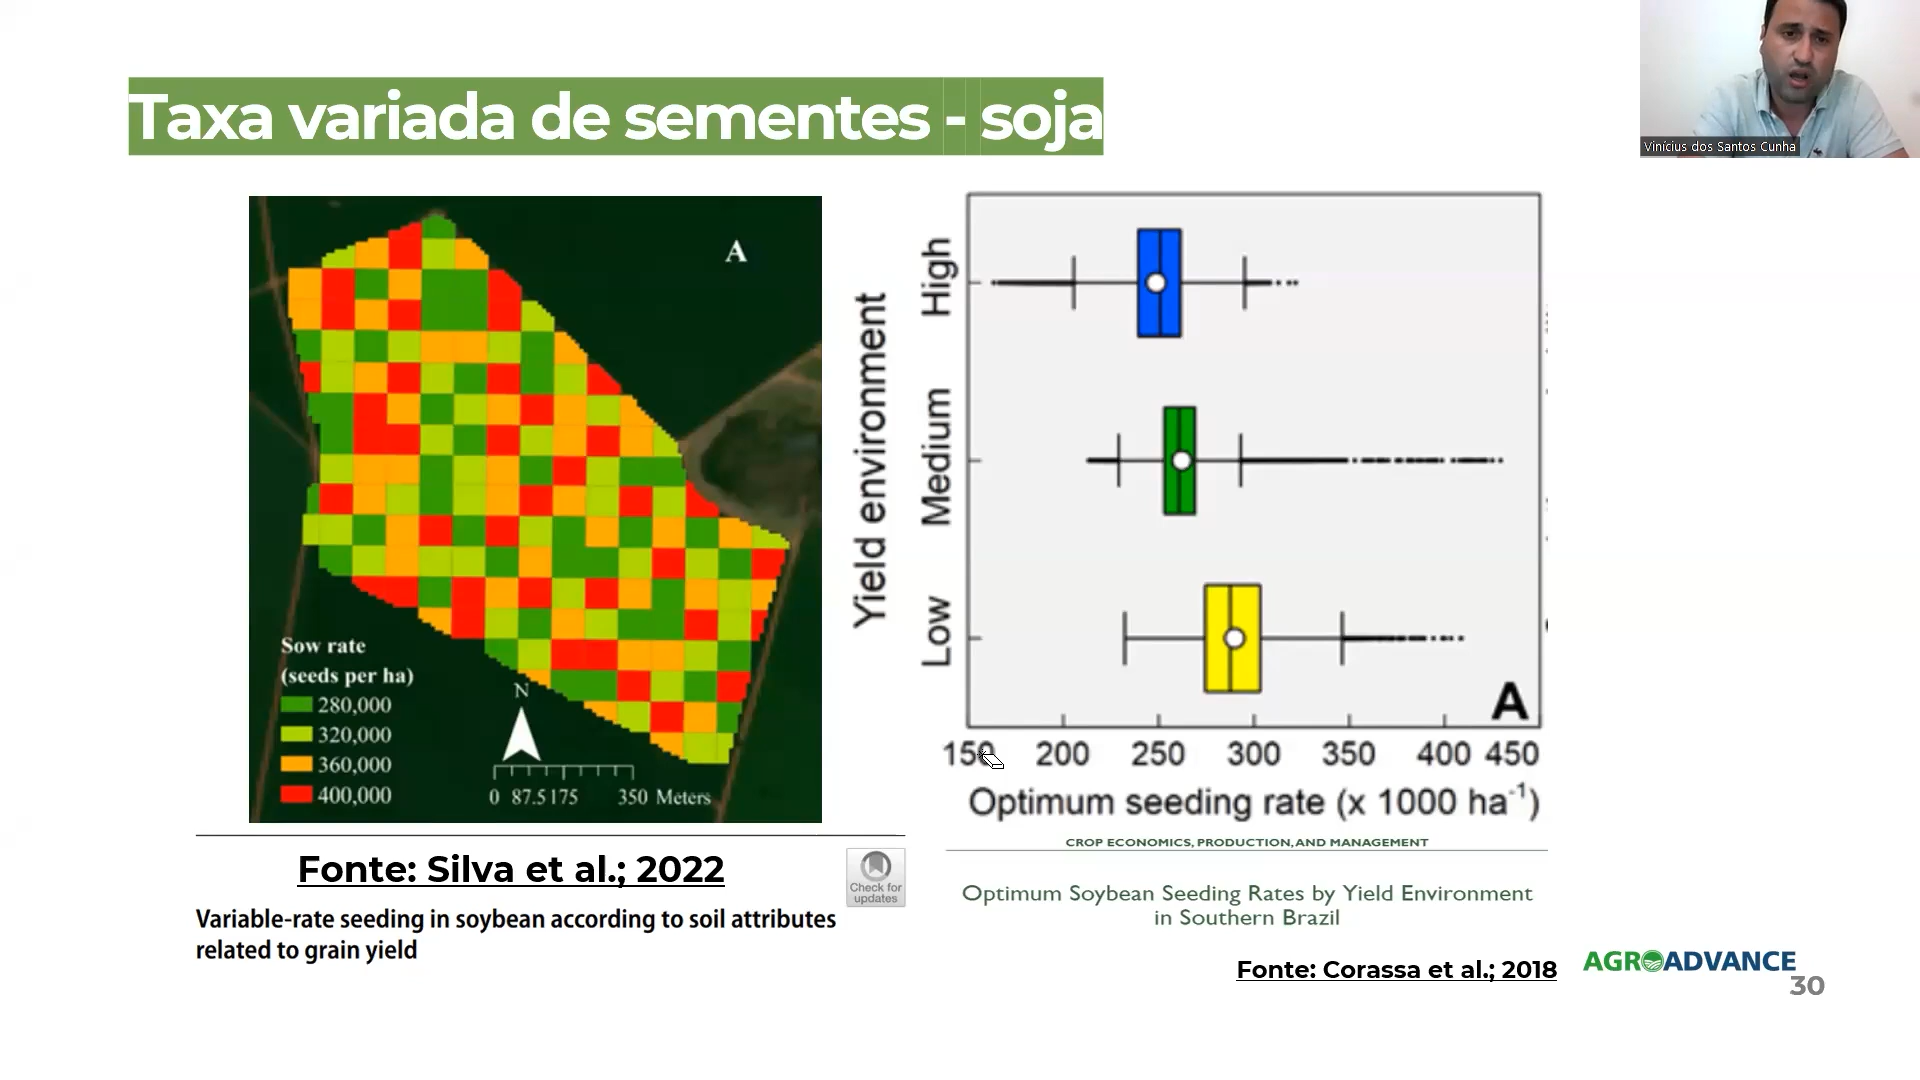 Taxa variada de sementes - soja
Vinícius dos Santos Cunha
A
Sow rate
(seeds per ha)
280,000
320,000
360,000
400,000
N
0 87.5 175 350 Meters
Yield environment
High
Medium
Low
A
150 200 250 300 350 400 450
Optimum seeding rate (x 1000 ha⁻¹)
Fonte: Silva et al.; 2022
Check for
updates
Variable-rate seeding in soybean according to soil attributes
related to grain yield
CROP ECONOMICS, PRODUCTION, AND MANAGEMENT
Optimum Soybean Seeding Rates by Yield Environment
in Southern Brazil
Fonte: Corassa et al.; 2018
AGROADVANCE
30